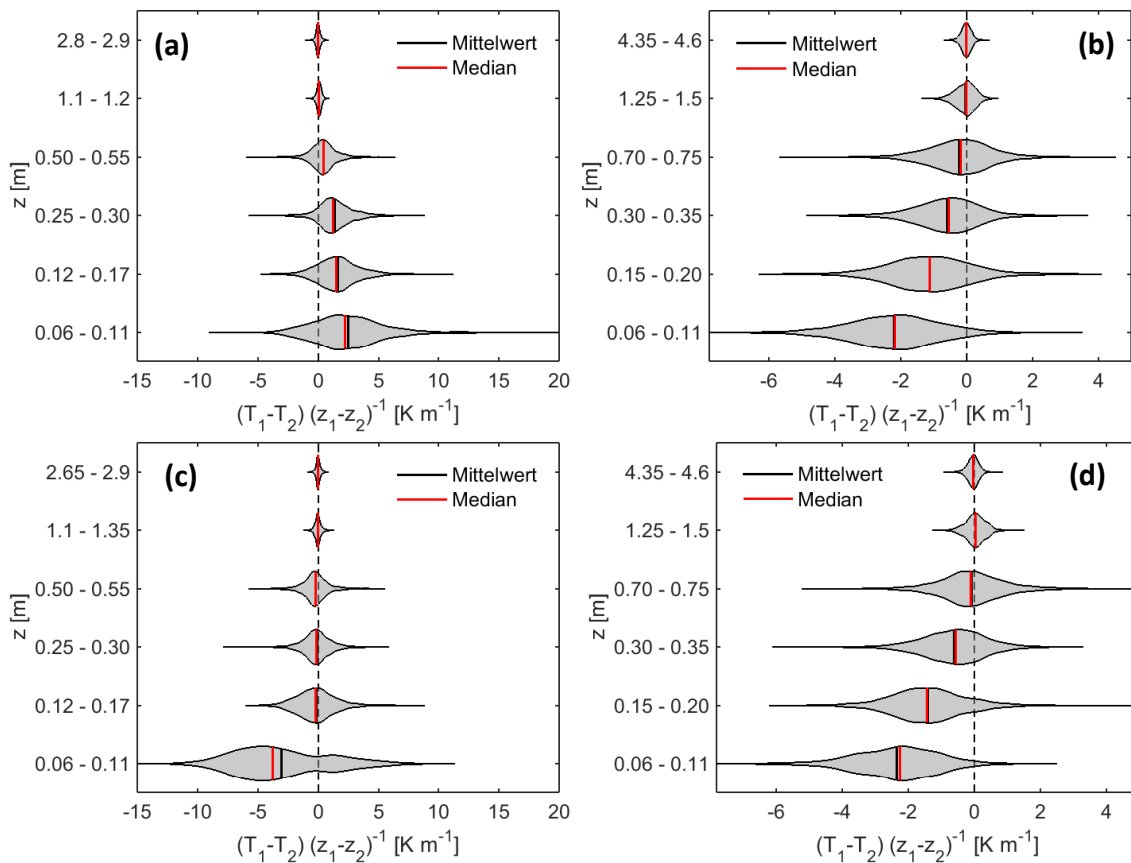 (a)
Mittelwert
Median
z [m]
2.8 - 2.9
1.1 - 1.2
0.50 - 0.55
0.25 - 0.30
0.12 - 0.17
0.06 - 0.11
-15 -10 -5 0 5 10 15 20
(T₁-T₂) (z₁-z₂)⁻¹ [K m⁻¹]
(b)
Mittelwert
Median
4.35 - 4.6
1.25 - 1.5
0.70 - 0.75
0.30 - 0.35
0.15 - 0.20
0.06 - 0.11
-6 -4 -2 0 2 4
(T₁-T₂) (z₁-z₂)⁻¹ [K m⁻¹]
(c)
Mittelwert
Median
z [m]
2.65 - 2.9
1.1 - 1.35
0.50 - 0.55
0.25 - 0.30
0.12 - 0.17
0.06 - 0.11
-15 -10 -5 0 5 10 15 20
(T₁-T₂) (z₁-z₂)⁻¹ [K m⁻¹]
(d)
Mittelwert
Median
z [m]
4.35 - 4.6
1.25 - 1.5
0.70 - 0.75
0.30 - 0.35
0.15 - 0.20
0.06 - 0.11
-6 -4 -2 0 2 4
(T₁-T₂) (z₁-z₂)⁻¹ [K m⁻¹]